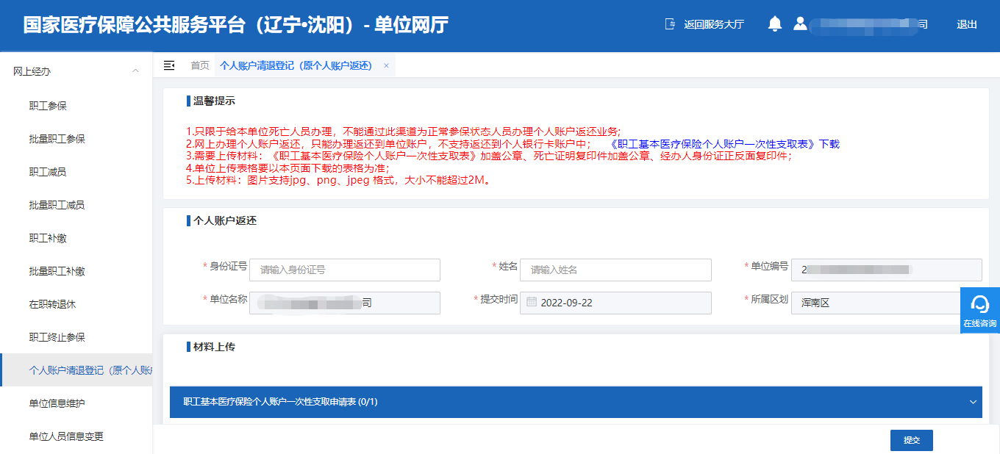 国家医疗保障公共服务平台（辽宁•沈阳）- 单位网厅
返回服务大厅
司
退出
网上经办
职工参保
批量职工参保
职工减员
批量职工减员
职工补缴
批量职工补缴
在职转退休
职工终止参保
个人账户清退登记（原个人账户
单位信息维护
单位人员信息变更
首页
个人账户清退登记（原个人账户返还）
×
温馨提示
1.只限于给本单位死亡人员办理，不能通过此渠道为正常参保状态人员办理个人账户返还业务;
2.网上办理个人账户返还，只能办理返还到单位账户，不支持返还到个人银行卡账户中； 《职工基本医疗保险个人账户一次性支取表》下载
3.需要上传材料：《职工基本医疗保险个人账户一次性支取表》加盖公章、死亡证明复印件加盖公章、经办人身份证正反面复印件；
4.单位上传表格要以本页面下载的表格为准；
5.上传材料：图片支持jpg、png、jpeg 格式，大小不能超过2M。
个人账户返还
* 身份证号 请输入身份证号 * 姓名 请输入姓名 * 单位编号 2
* 单位名称 司 * 提交时间 2022-09-22 * 所属区划 浑南区
在线咨询
材料上传
职工基本医疗保险个人账户一次性支取申请表 (0/1)
提交